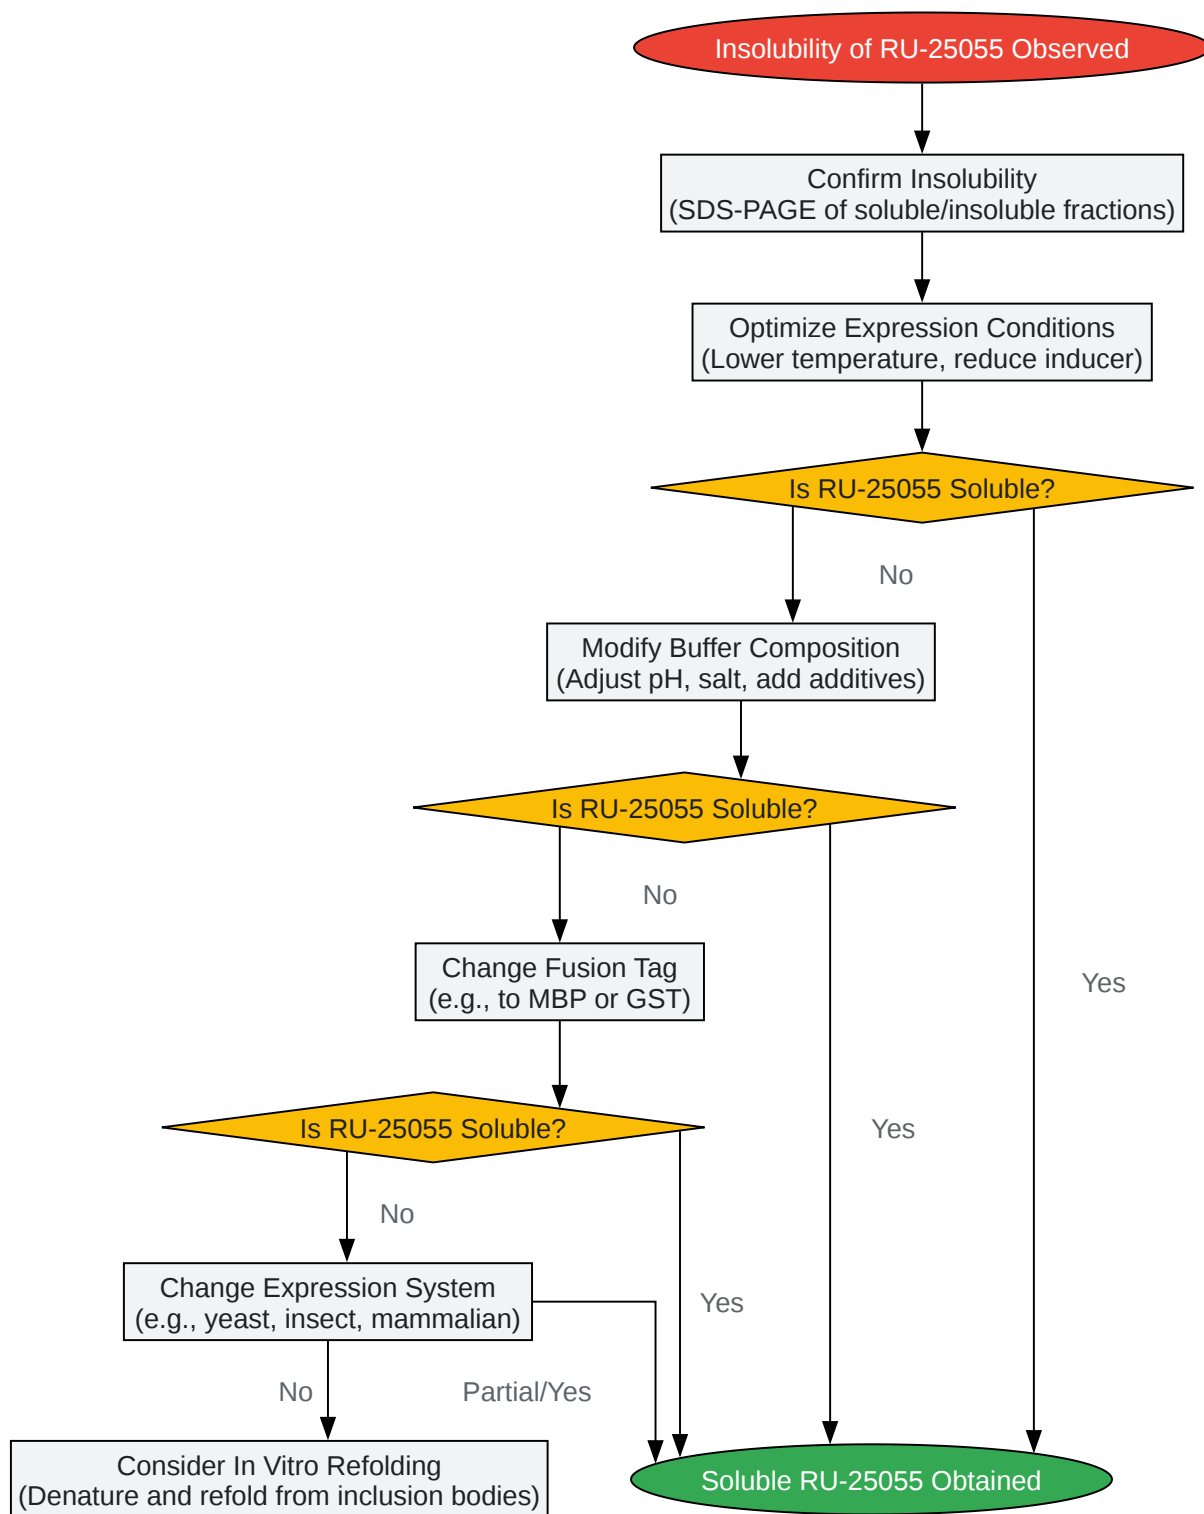 Insolubility of RU-25055 Observed
Confirm Insolubility
(SDS-PAGE of soluble/insoluble fractions)
Optimize Expression Conditions
(Lower temperature, reduce inducer)
Is RU-25055 Soluble?
No
Modify Buffer Composition
(Adjust pH, salt, add additives)
Is RU-25055 Soluble?
No
Change Fusion Tag
(e.g., to MBP or GST)
Yes
Is RU-25055 Soluble?
Yes
No
Change Expression System
(e.g., yeast, insect, mammalian)
Yes
No
Partial/Yes
Consider In Vitro Refolding
(Denature and refold from inclusion bodies)
Soluble RU-25055 Obtained